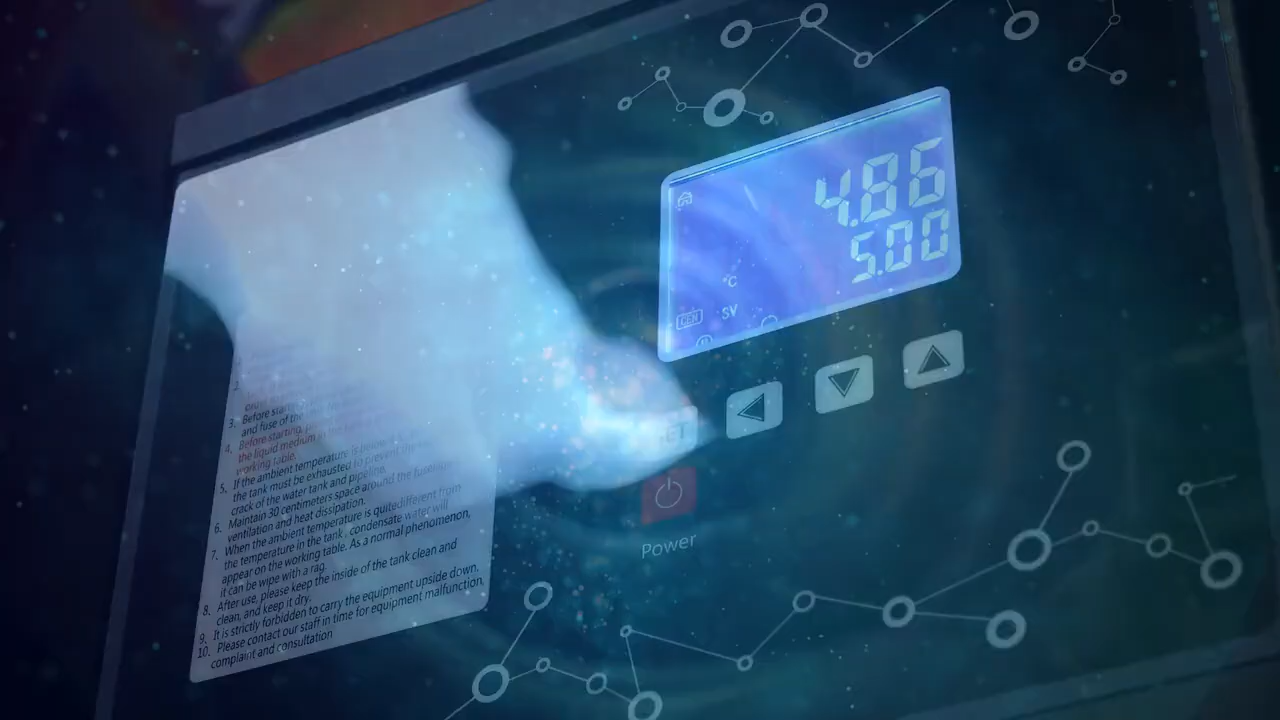 4.86
5.00
°C
SV
ET
Power
2.
3. Before
and fuse of the
4. Before starting,
the liquid medium in the
working table.
5. If the ambient temperature is below
the tank must be exhausted to prevent the
crack of the water tank and pipeline.
6. Maintain 30 centimeters space around the fuselage
ventilation and heat dissipation.
7. When the ambient temperature is quitedifferent from
the temperature in the tank, condensate water will
appear on the working table. As a normal phenomenon,
it can be wipe with a rag.
8. After use, please keep the inside of the tank clean and
clean, and keep it dry.
9. It is strictly forbidden to carry the equipment upside down.
10. Please contact our staff in time for equipment malfunction,
complaint and consultation